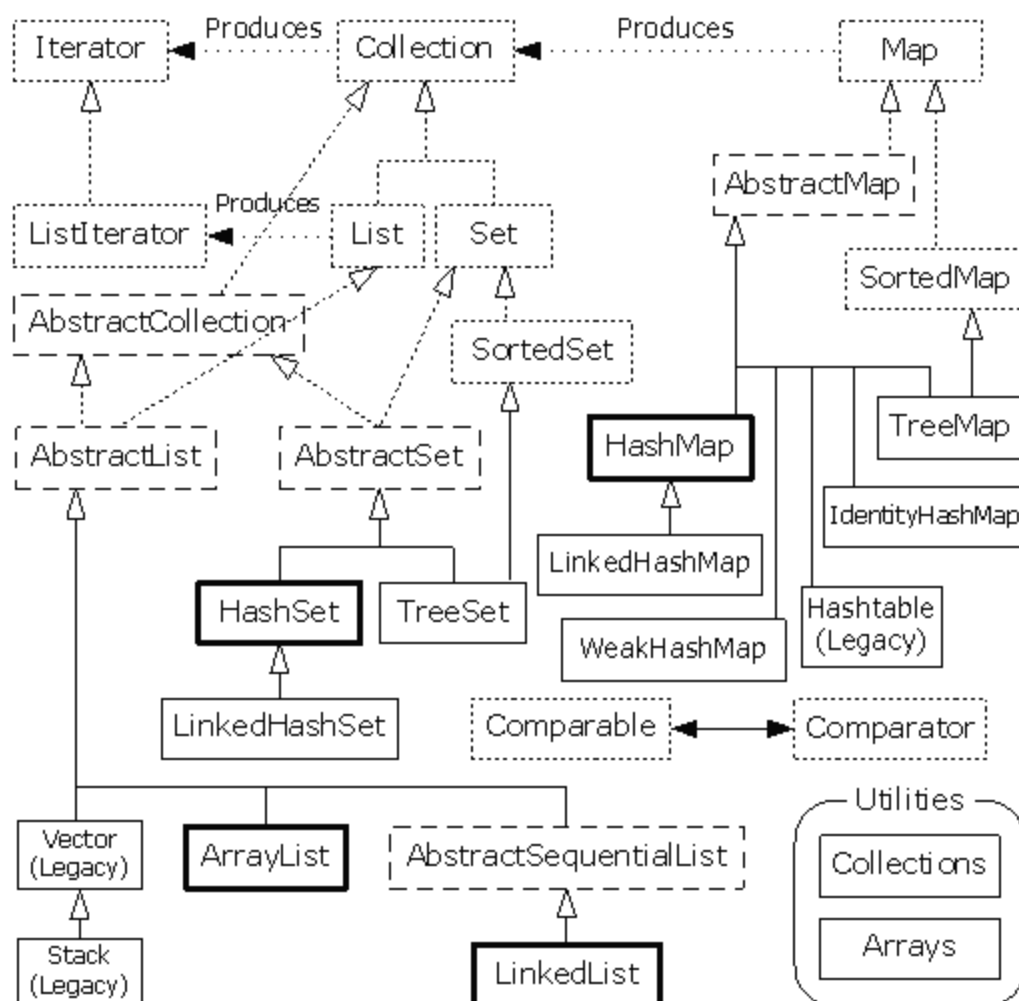 Iterator
Produces
Collection
Produces
Map
AbstractMap
ListIterator
Produces
List
Set
SortedMap
AbstractCollection
SortedSet
TreeMap
HashMap
AbstractList
AbstractSet
IdentityHashMap
LinkedHashMap
HashSet
TreeSet
Hashtable
(Legacy)
WeakHashMap
LinkedHashSet
Comparable
Comparator
Utilities
Vector
(Legacy)
ArrayList
AbstractSequentialList
Collections
Arrays
Stack
(Legacy)
LinkedList